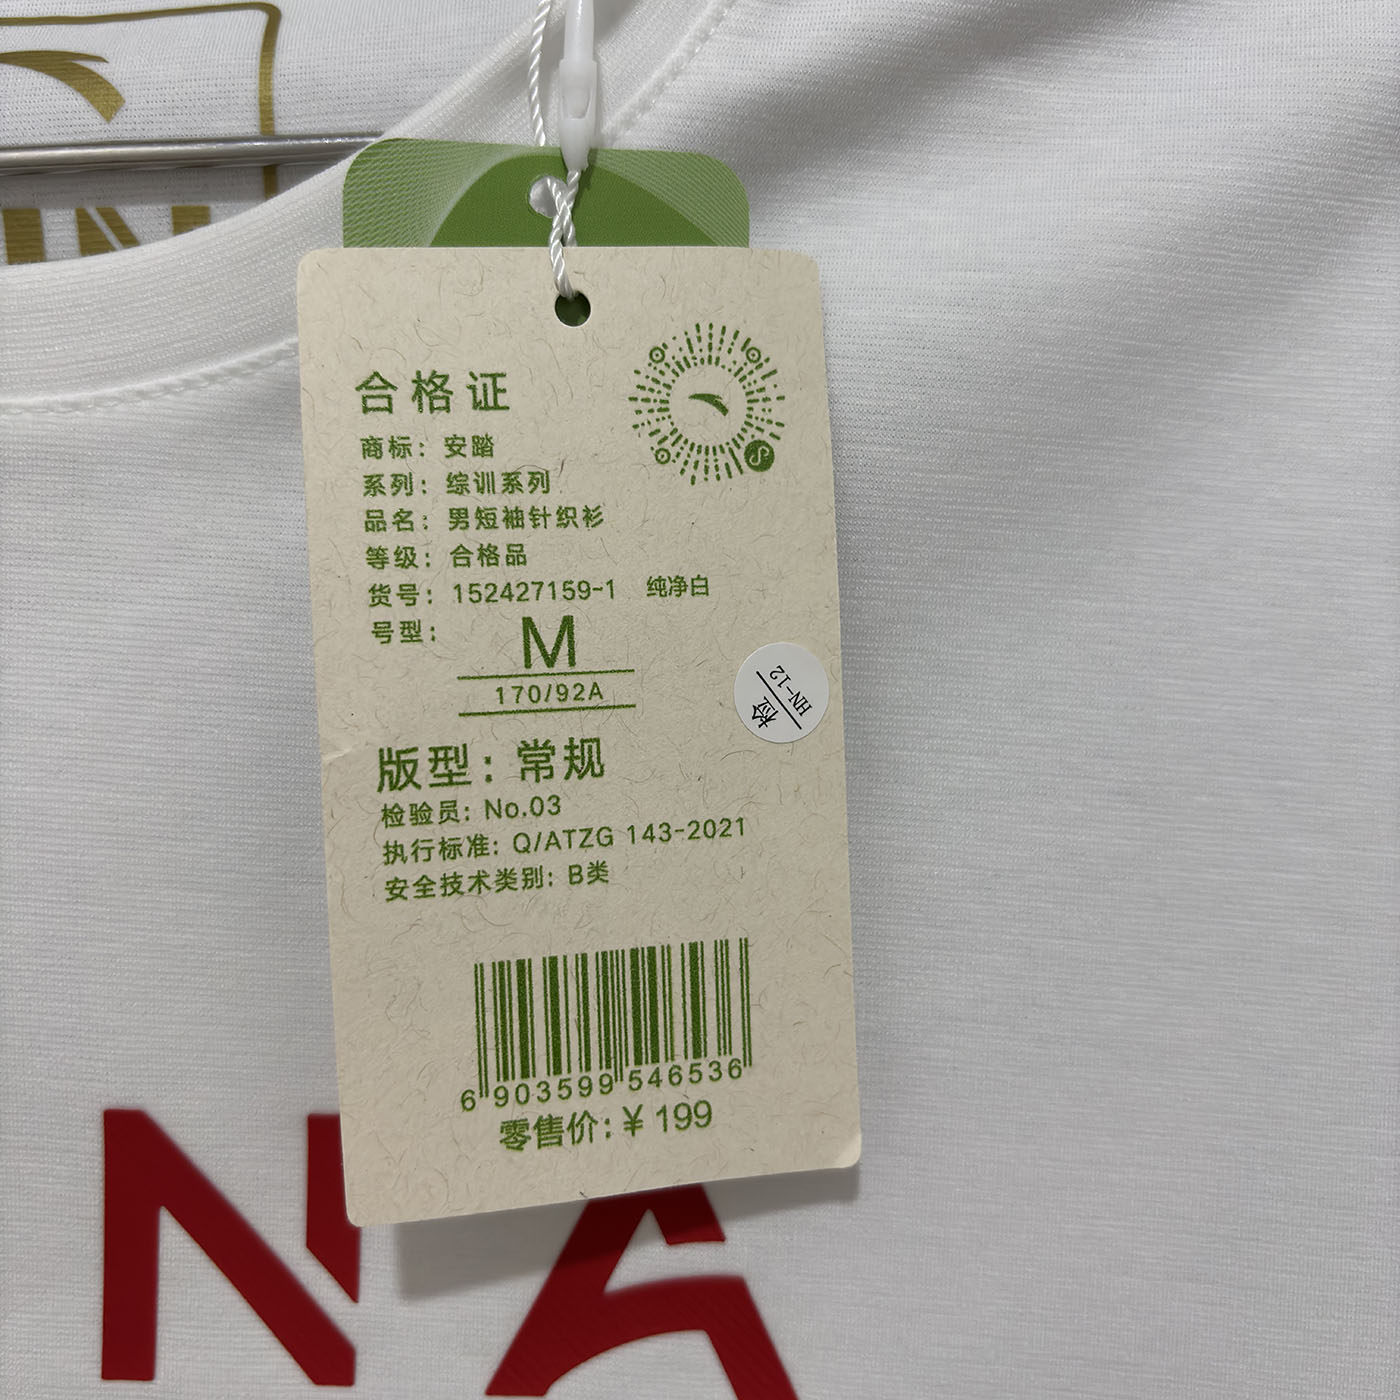 合格证
商标：安踏
系列：综训系列
品名：男短袖针织衫
等级：合格品
货号：152427159-1 纯净白
号型：
M
170/92A
检
HN-12
版型：常规
检验员：No.03
执行标准：Q/ATZG 143-2021
安全技术类别：B类
6 903599 546536
零售价：¥ 199